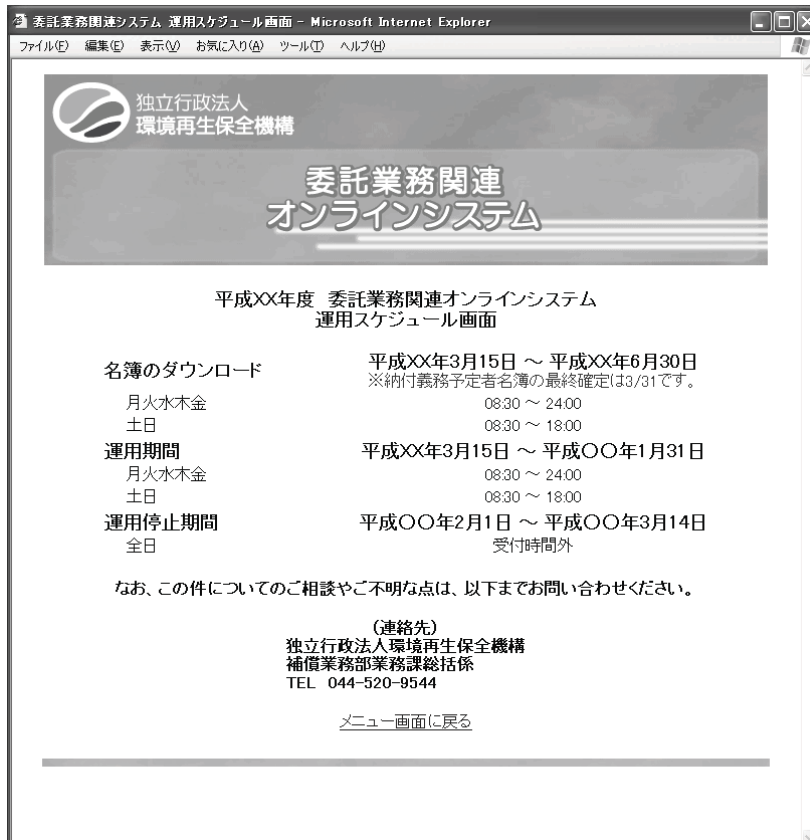 委託業務関連システム 運用スケジュール画面 - Microsoft Internet Explorer
ファイル(F) 編集(E) 表示(V) お気に入り(A) ツール(T) ヘルプ(H)
独立行政法人
環境再生保全機構
委託業務関連
オンラインシステム
平成XX年度 委託業務関連オンラインシステム
運用スケジュール画面
名簿のダウンロード 平成XX年3月15日 ～ 平成XX年6月30日
※納付義務予定者名簿の最終確定は3/31です。
月火水木金 08:30 ～ 24:00
土日 08:30 ～ 18:00
運用期間 平成XX年3月15日 ～ 平成〇〇年1月31日
月火水木金 08:30 ～ 24:00
土日 08:30 ～ 18:00
運用停止期間 平成〇〇年2月1日 ～ 平成〇〇年3月14日
全日 受付時間外
なお、この件についてのご相談やご不明な点は、以下までお問い合わせください。
（連絡先）
独立行政法人環境再生保全機構
補償業務部業務課総括係
TEL 044-520-9544
メニュー画面に戻る